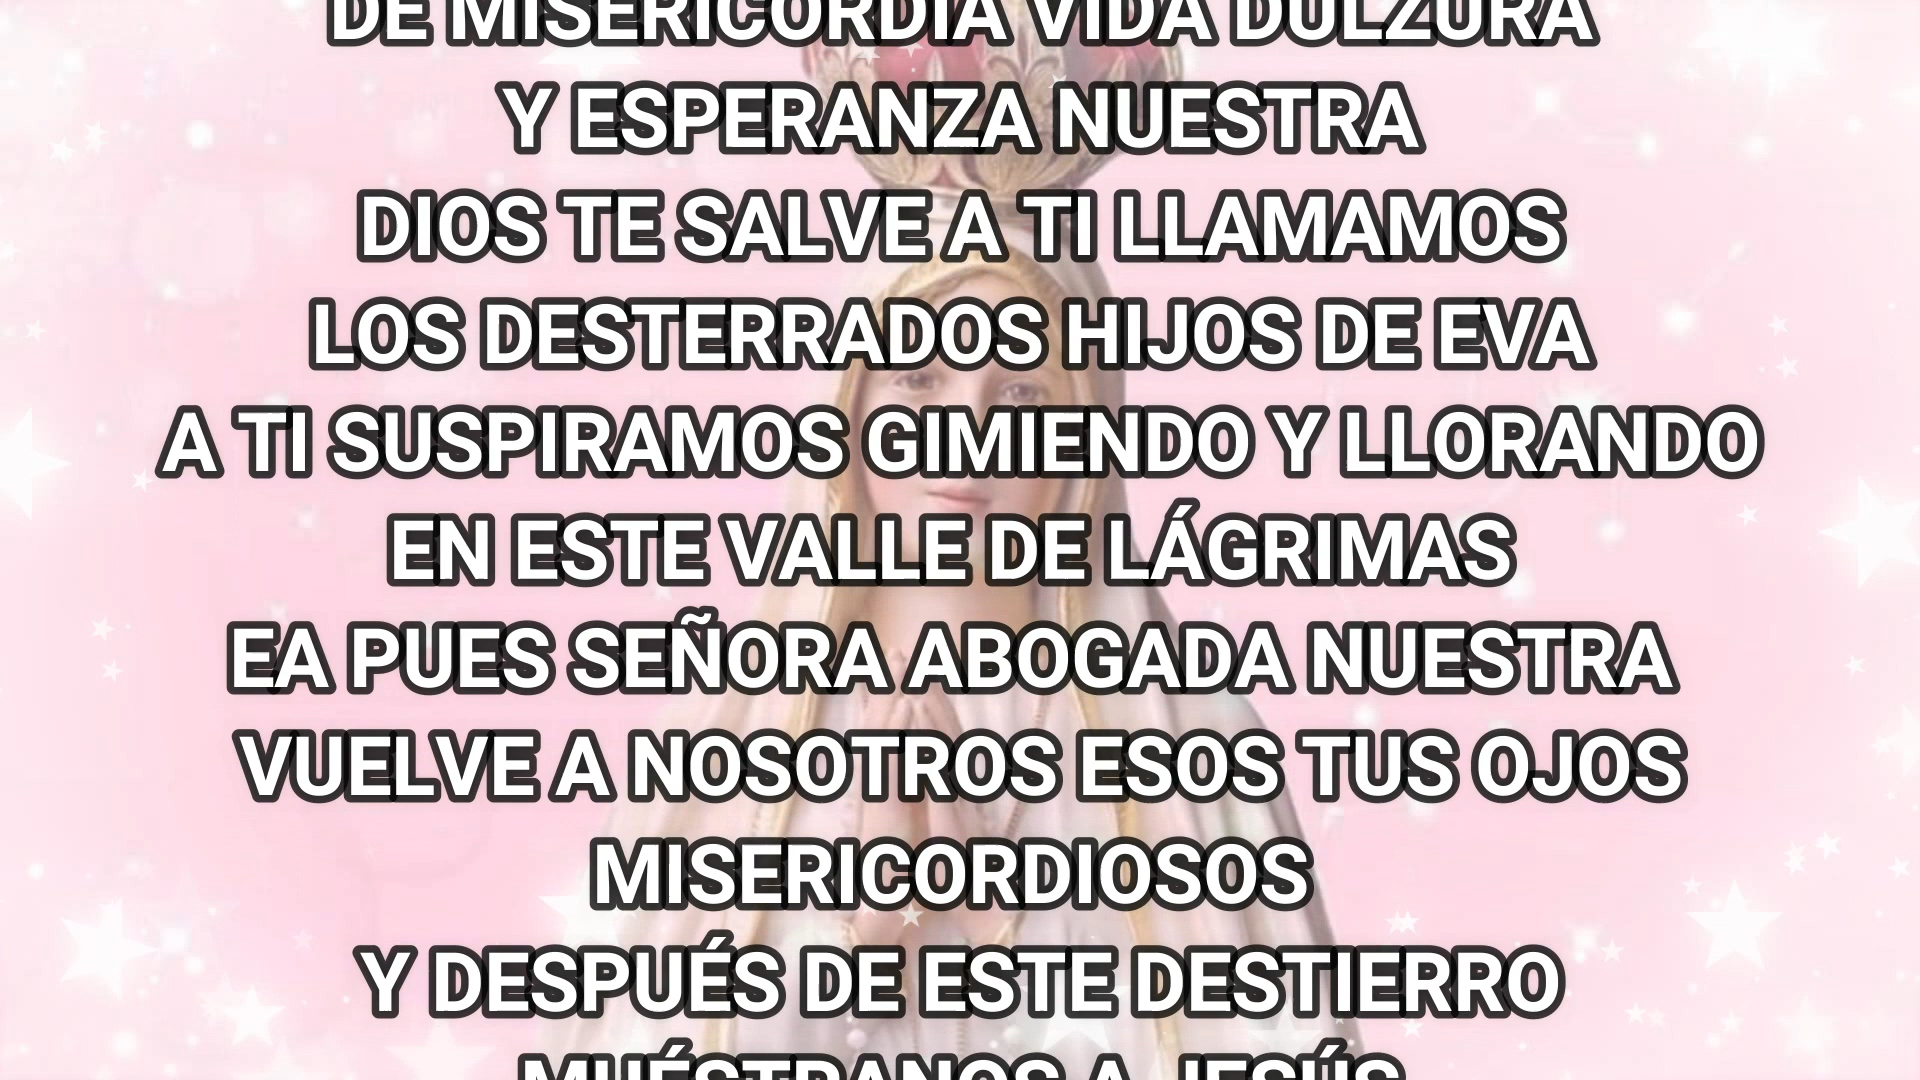 DE MISERICORDIA VIDA DULZURA
Y ESPERANZA NUESTRA
DIOS TE SALVE A TI LLAMAMOS
LOS DESTERRADOS HIJOS DE EVA
A TI SUSPIRAMOS GIMIENDO Y LLORANDO
EN ESTE VALLE DE LÁGRIMAS
EA PUES SEÑORA ABOGADA NUESTRA
VUELVE A NOSOTROS ESOS TUS OJOS
MISERICORDIOSOS
Y DESPUÉS DE ESTE DESTIERRO
MUÉSTRANOS A JESÚS